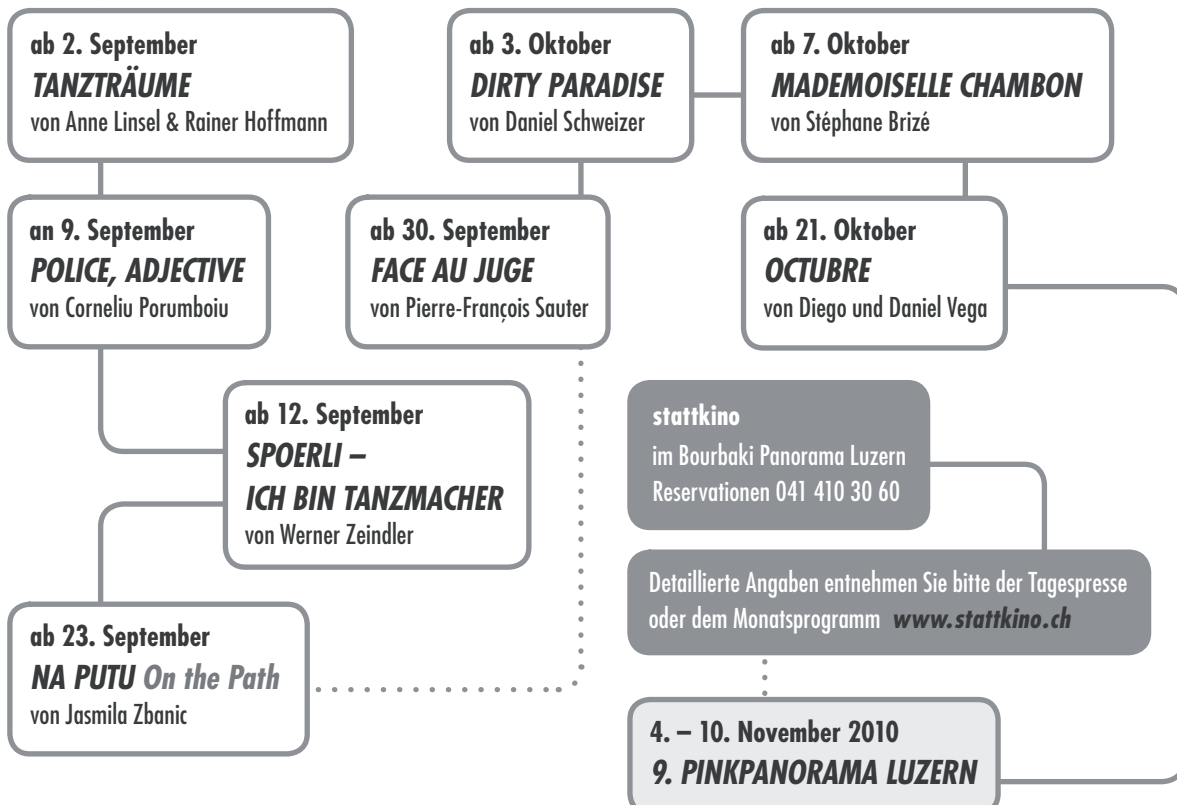 ab 2. September
TANZTRÄUME
von Anne Linsel & Rainer Hoffmann
an 9. September
POLICE, ADJECTIVE
von Corneliu Porumboiu
ab 12. September
SPOERLI –
ICH BIN TANZMACHER
von Werner Zeindler
ab 23. September
NA PUTU On the Path
von Jasmila Zbanic
ab 30. September
FACE AU JUGE
von Pierre-François Sauter
ab 3. Oktober
DIRTY PARADISE
von Daniel Schweizer
ab 7. Oktober
MADEMOISELLE CHAMBON
von Stéphane Brizé
ab 21. Oktober
OCTUBRE
von Diego und Daniel Vega
stattkino
im Bourbaki Panorama Luzern
Reservationen 041 410 30 60
Detaillierte Angaben entnehmen Sie bitte der Tagespresse
oder dem Monatsprogramm www.stattkino.ch
4. – 10. November 2010
9. PINKPANORAMA LUZERN